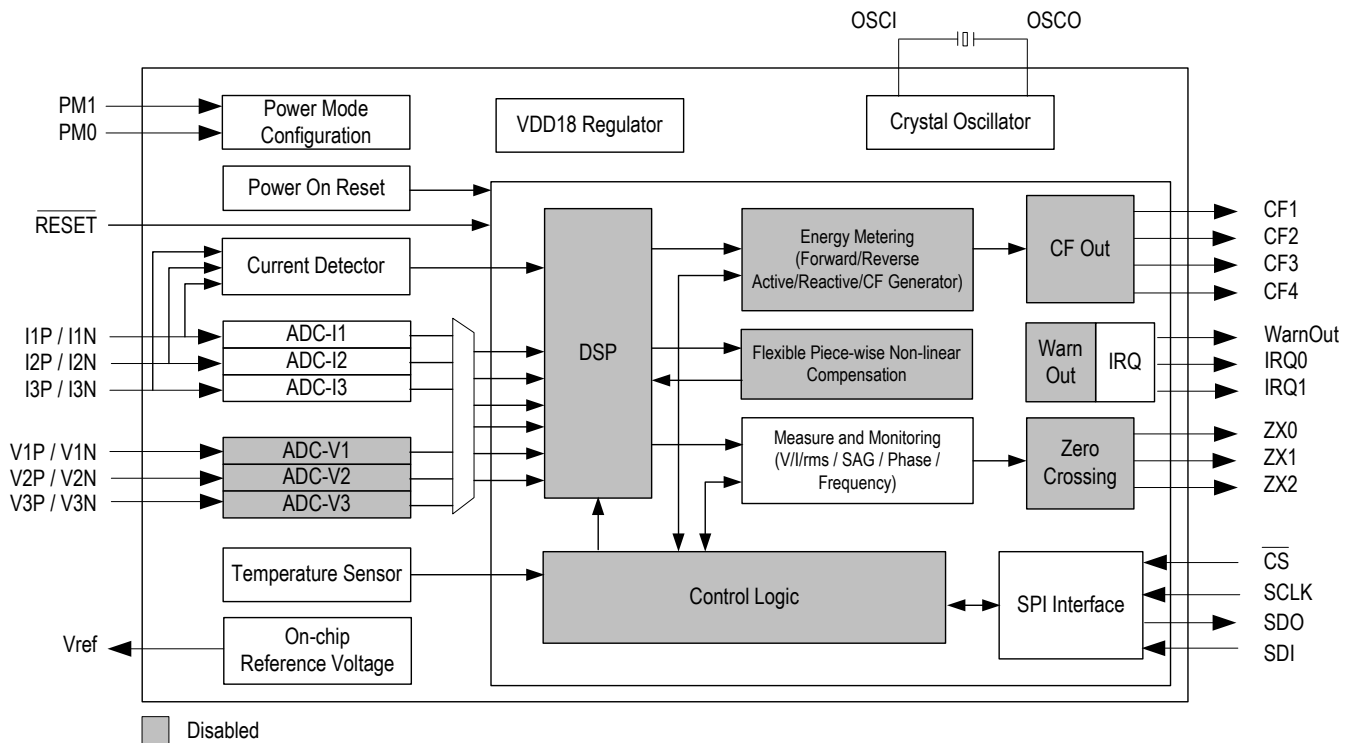 OSCI
OSCO
PM1
PM0
Power Mode
Configuration
VDD18 Regulator
Crystal Oscillator
Power On Reset
RESET
Current Detector
I1P / I1N
I2P / I2N
I3P / I3N
ADC-I1
ADC-I2
ADC-I3
V1P / V1N
V2P / V2N
V3P / V3N
ADC-V1
ADC-V2
ADC-V3
Temperature Sensor
Vref
On-chip
Reference Voltage
DSP
Energy Metering
(Forward/Reverse
Active/Reactive/CF Generator)
Flexible Piece-wise Non-linear
Compensation
Measure and Monitoring
(V/I/rms / SAG / Phase /
Frequency)
Control Logic
CF Out
CF1
CF2
CF3
CF4
Warn
Out
IRQ
WarnOut
IRQ0
IRQ1
Zero
Crossing
ZX0
ZX1
ZX2
SPI Interface
CS
SCLK
SDO
SDI
Disabled